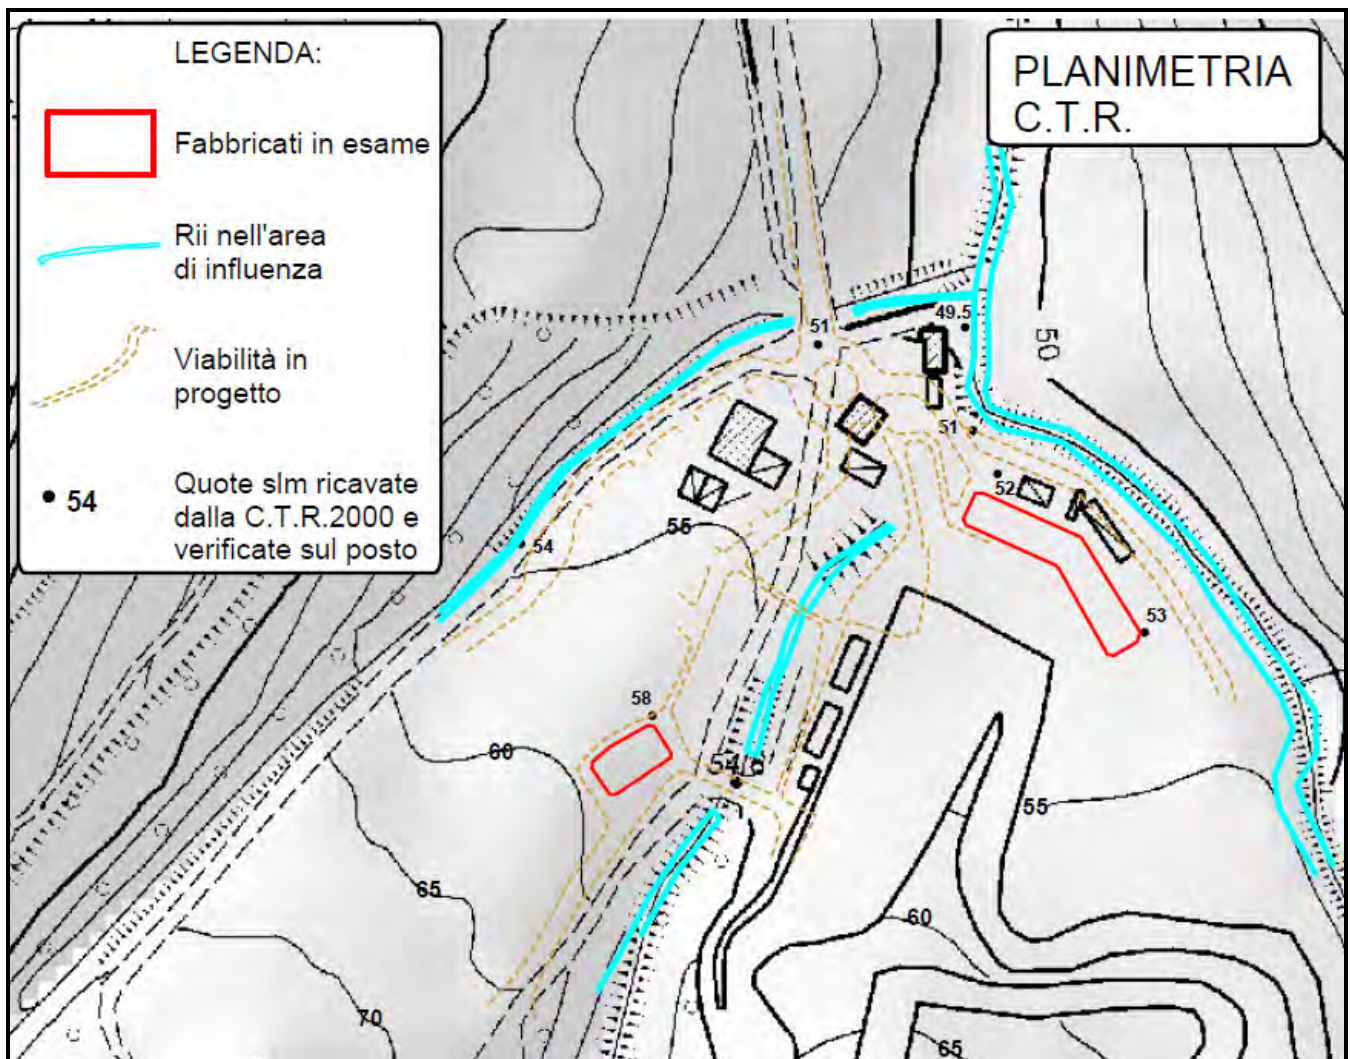 LEGENDA:
Fabbricati in esame
Rii nell'area
di influenza
Viabilità in
progetto
54
Quote slm ricavate
dalla C.T.R.2000 e
verificate sul posto
PLANIMETRIA
C.T.R.
51
49.5
50
51
52
55
54
53
58
60
55
65
60
70
65